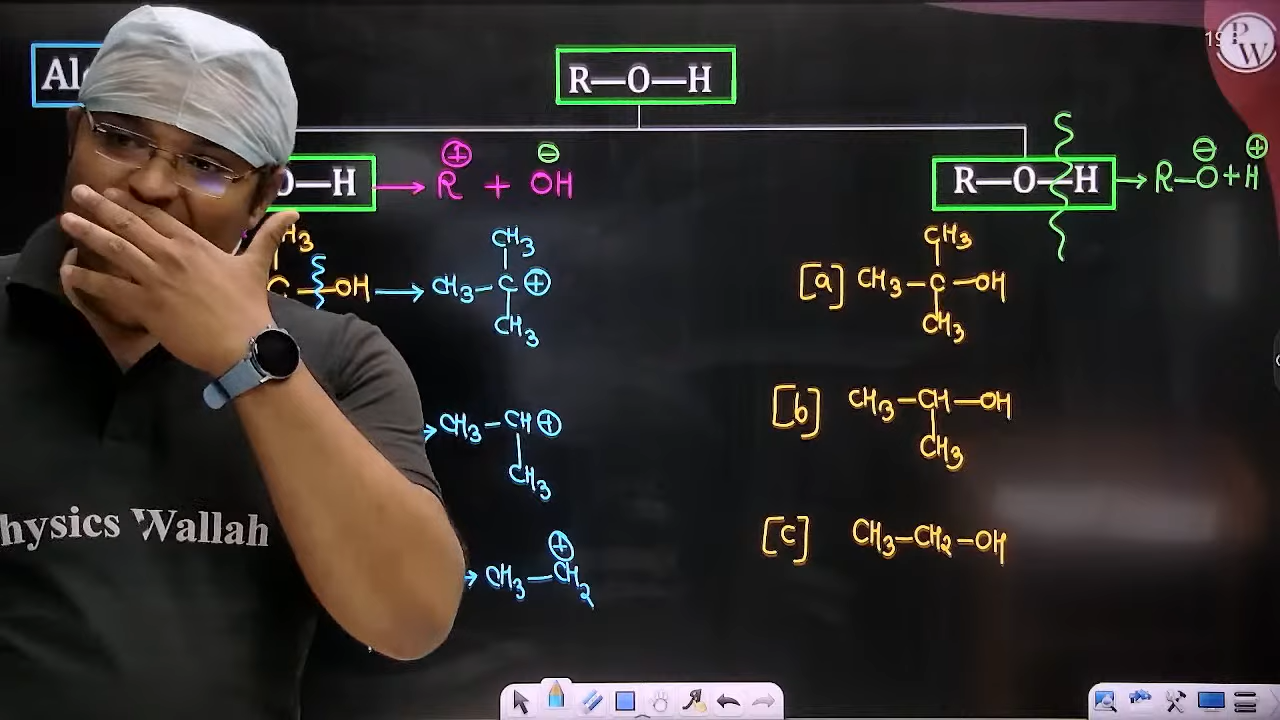 R—O—H
O—H → R⊕ + ⊖OH
R—O—H → R—O⊖ + H⊕
CH3
C—OH → CH3—C⊕
CH3
CH3
[a] CH3—C—OH
CH3
CH3
CH3—CH⊕
CH3
[b] CH3—CH—OH
CH3
→ CH3—CH2⊕
[c] CH3—CH2—OH
hysics Wallah
PW